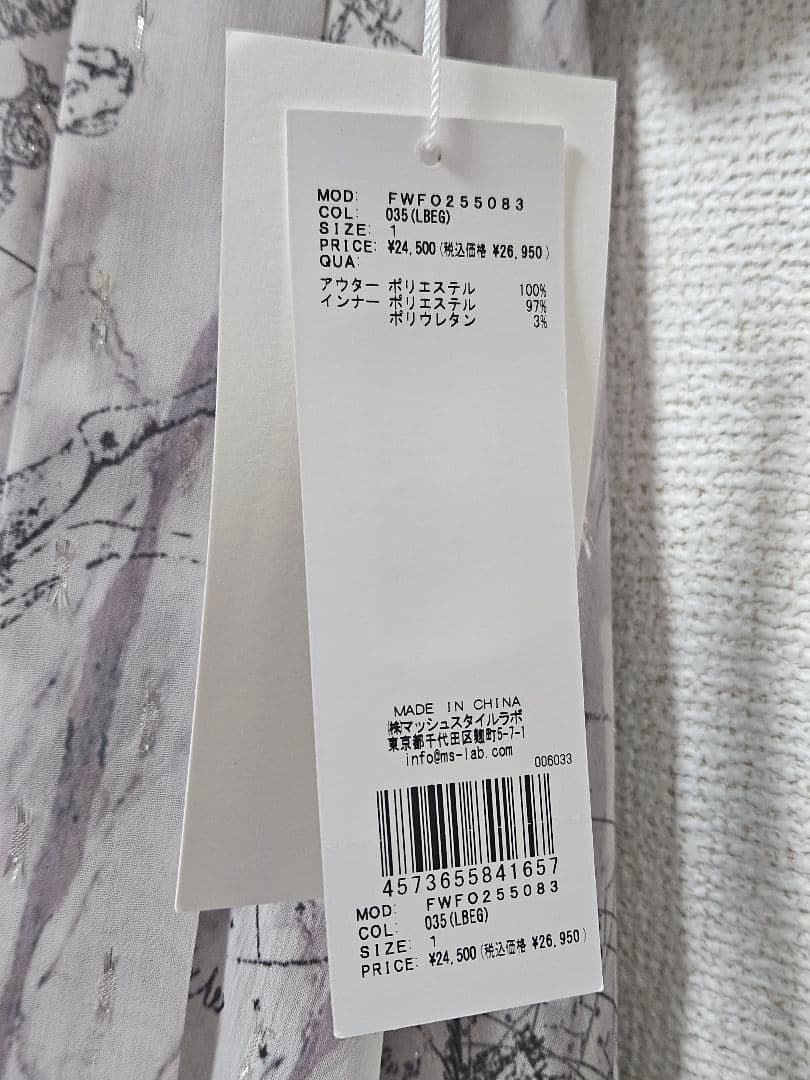 MOD: FWFO255083
COL: 035(LBEG)
SIZE: 1
PRICE: ¥24,500(税込価格 ¥26,950)
QUA:
アウター ポリエステル 100%
インナー ポリエステル 97%
ポリウレタン 3%
MADE IN CHINA
㈱マッシュスタイルラボ
東京都千代田区麹町5-7-1
info@ms-lab.com
006033
4573655841657
MOD: FWFO255083
COL: 035(LBEG)
SIZE: 1
PRICE: ¥24,500(税込価格 ¥26,950)